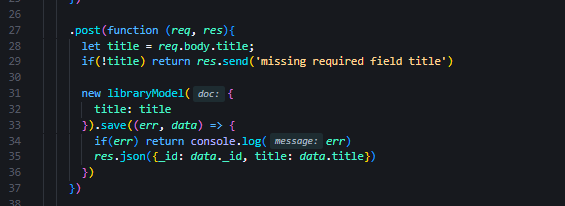 25 })
26
27 .post(function (req, res){
28 let title = req.body.title;
29 if(!title) return res.send('missing required field title')
30
31 new libraryModel( doc: {
32 title: title
33 }).save((err, data) => {
34 if(err) return console.log( message: err)
35 res.json({_id: data._id, title: data.title})
36 })
37 })
38